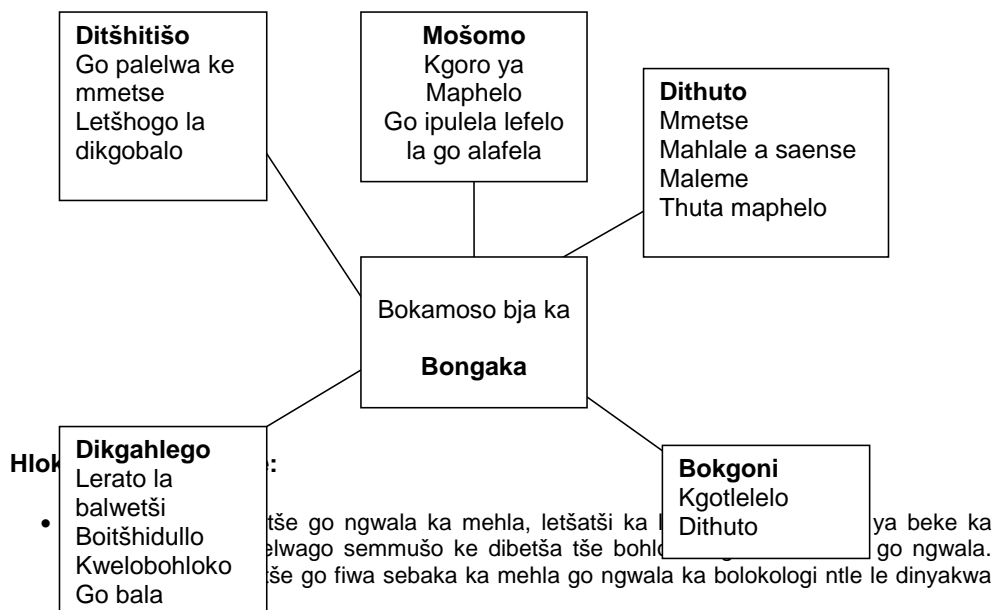 Ditšhitišo
Go palelwa ke
mmetse
Letšhogo la
dikgobalo
Mošomo
Kgoro ya
Maphelo
Go ipulela lefelo
la go alafela
Dithuto
Mmetse
Mahlale a saense
Maleme
Thuta maphelo
Bokamoso bja ka
Bongaka
Dikgahlego
Lerato la
balwetši
Boitšhidullo
Kwelobohloko
Go bala
Bokgoni
Kgotlelelo
Dithuto
tše go ngwala ka mehla, letšatši ka ya beke ka
semmušo ke dibetša tše go ngwala.
tše go fiwa sebaka ka mehla go ngwala ka bolokologi ntle le dinyakwa